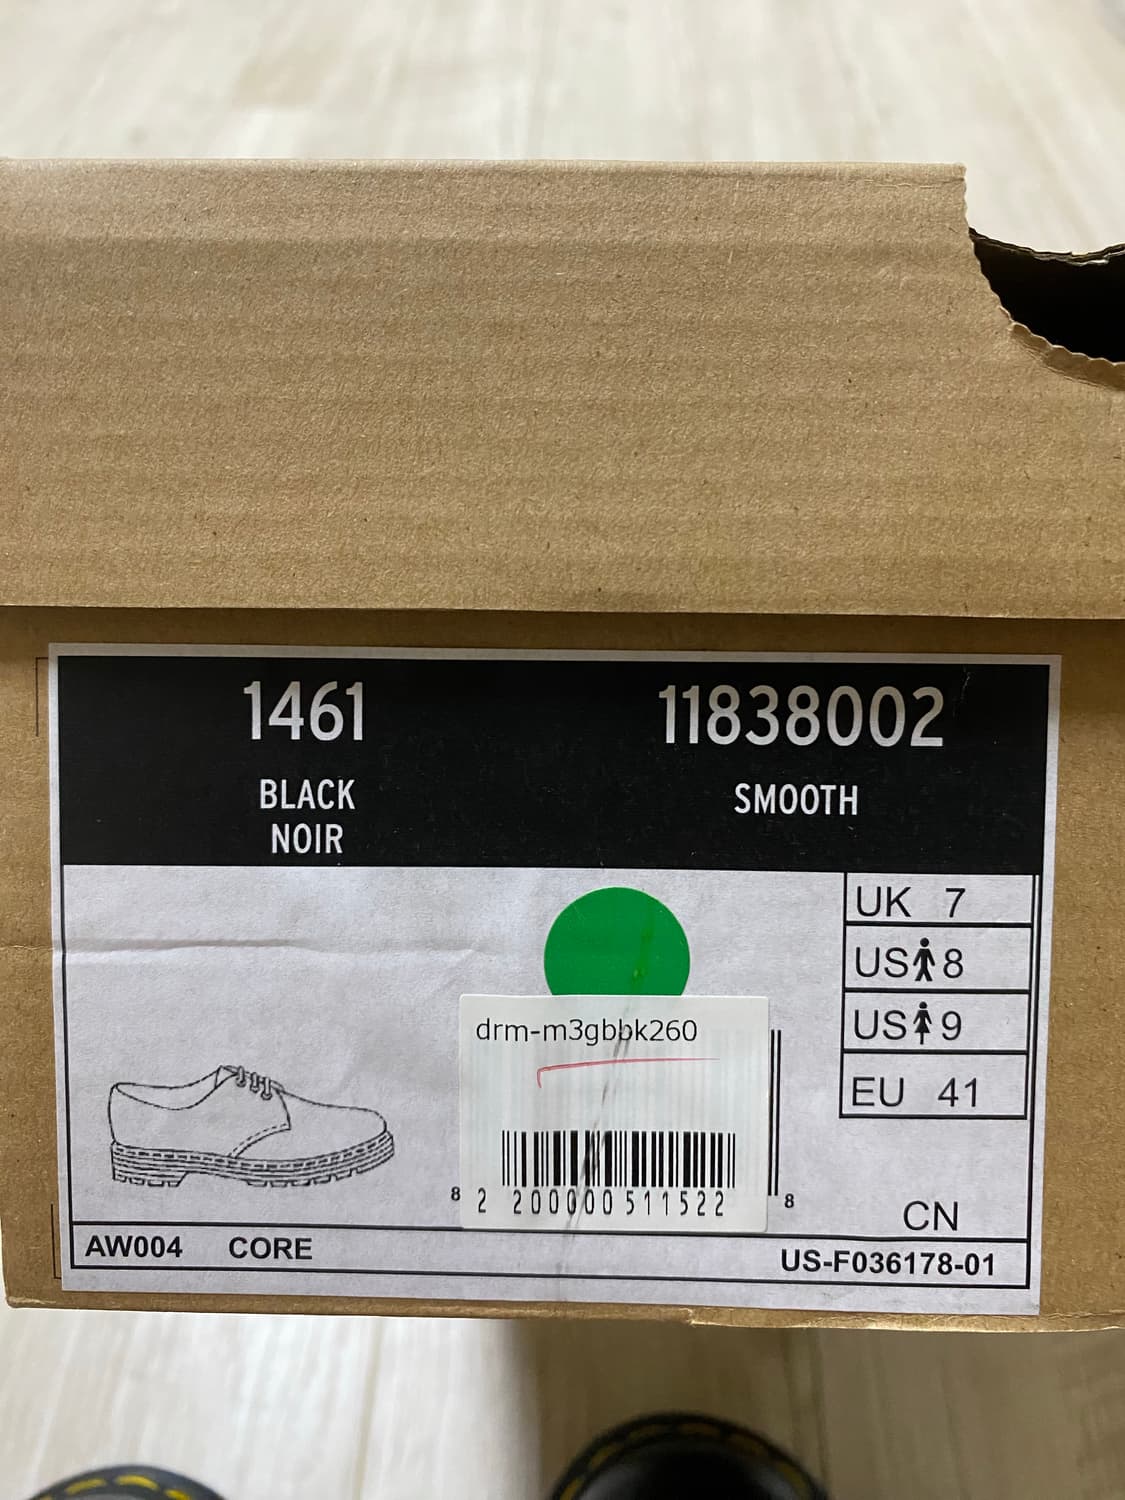 1461
11838002
BLACK
NOIR
SMOOTH
UK 7
US 8
US 9
EU 41
drm-m3gbbk260
8
2 200000 511522
8
CN
AW004 CORE
US-F036178-01